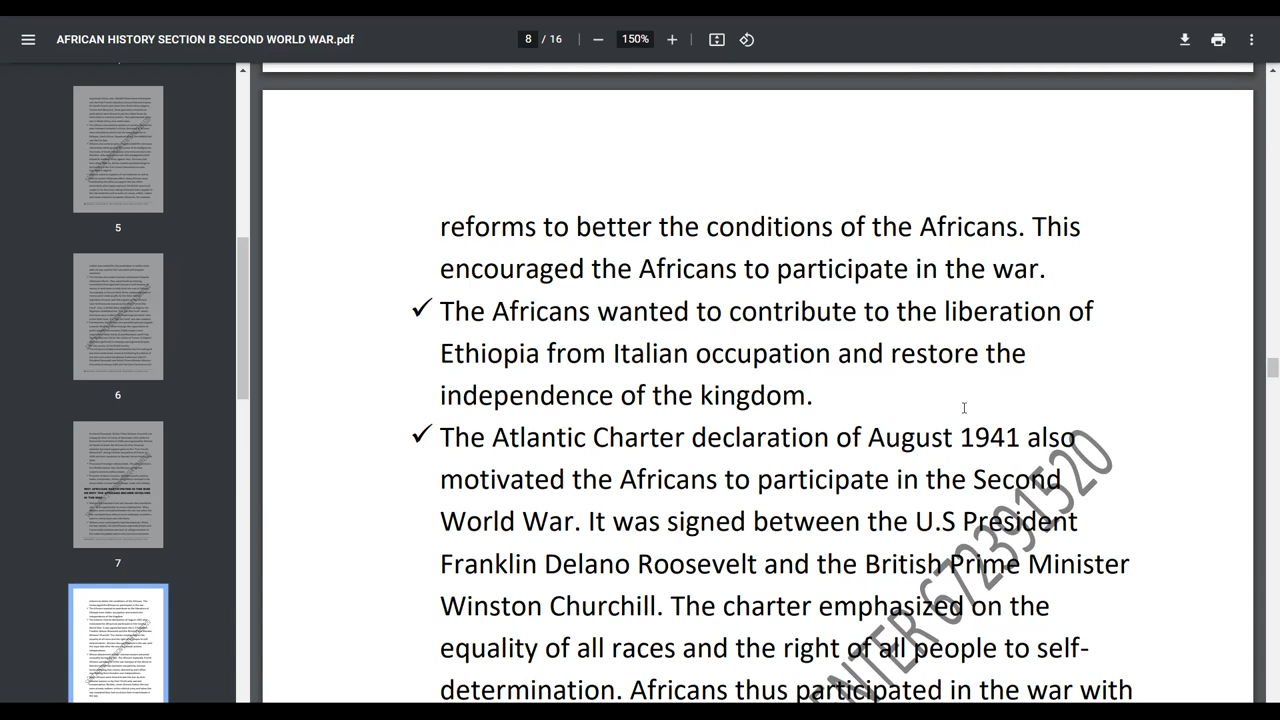 AFRICAN HISTORY SECTION B SECOND WORLD WAR.pdf
8 / 16
150%
5
6
7
reforms to better the conditions of the Africans. This
encouraged the Africans to participate in the war.
✓ The Africans wanted to contribute to the liberation of
Ethiopia from Italian occupation and restore the
independence of the kingdom.
✓ The Atlantic Charter declaration of August 1941 also
motivated the Africans to participate in the Second
World War. It was signed between the U.S President
Franklin Delano Roosevelt and the British Prime Minister
Winston Churchill. The charter emphasized on the
equality of all races and the right of all people to self-
determination. Africans thus participated in the war with
ENTER 672391520